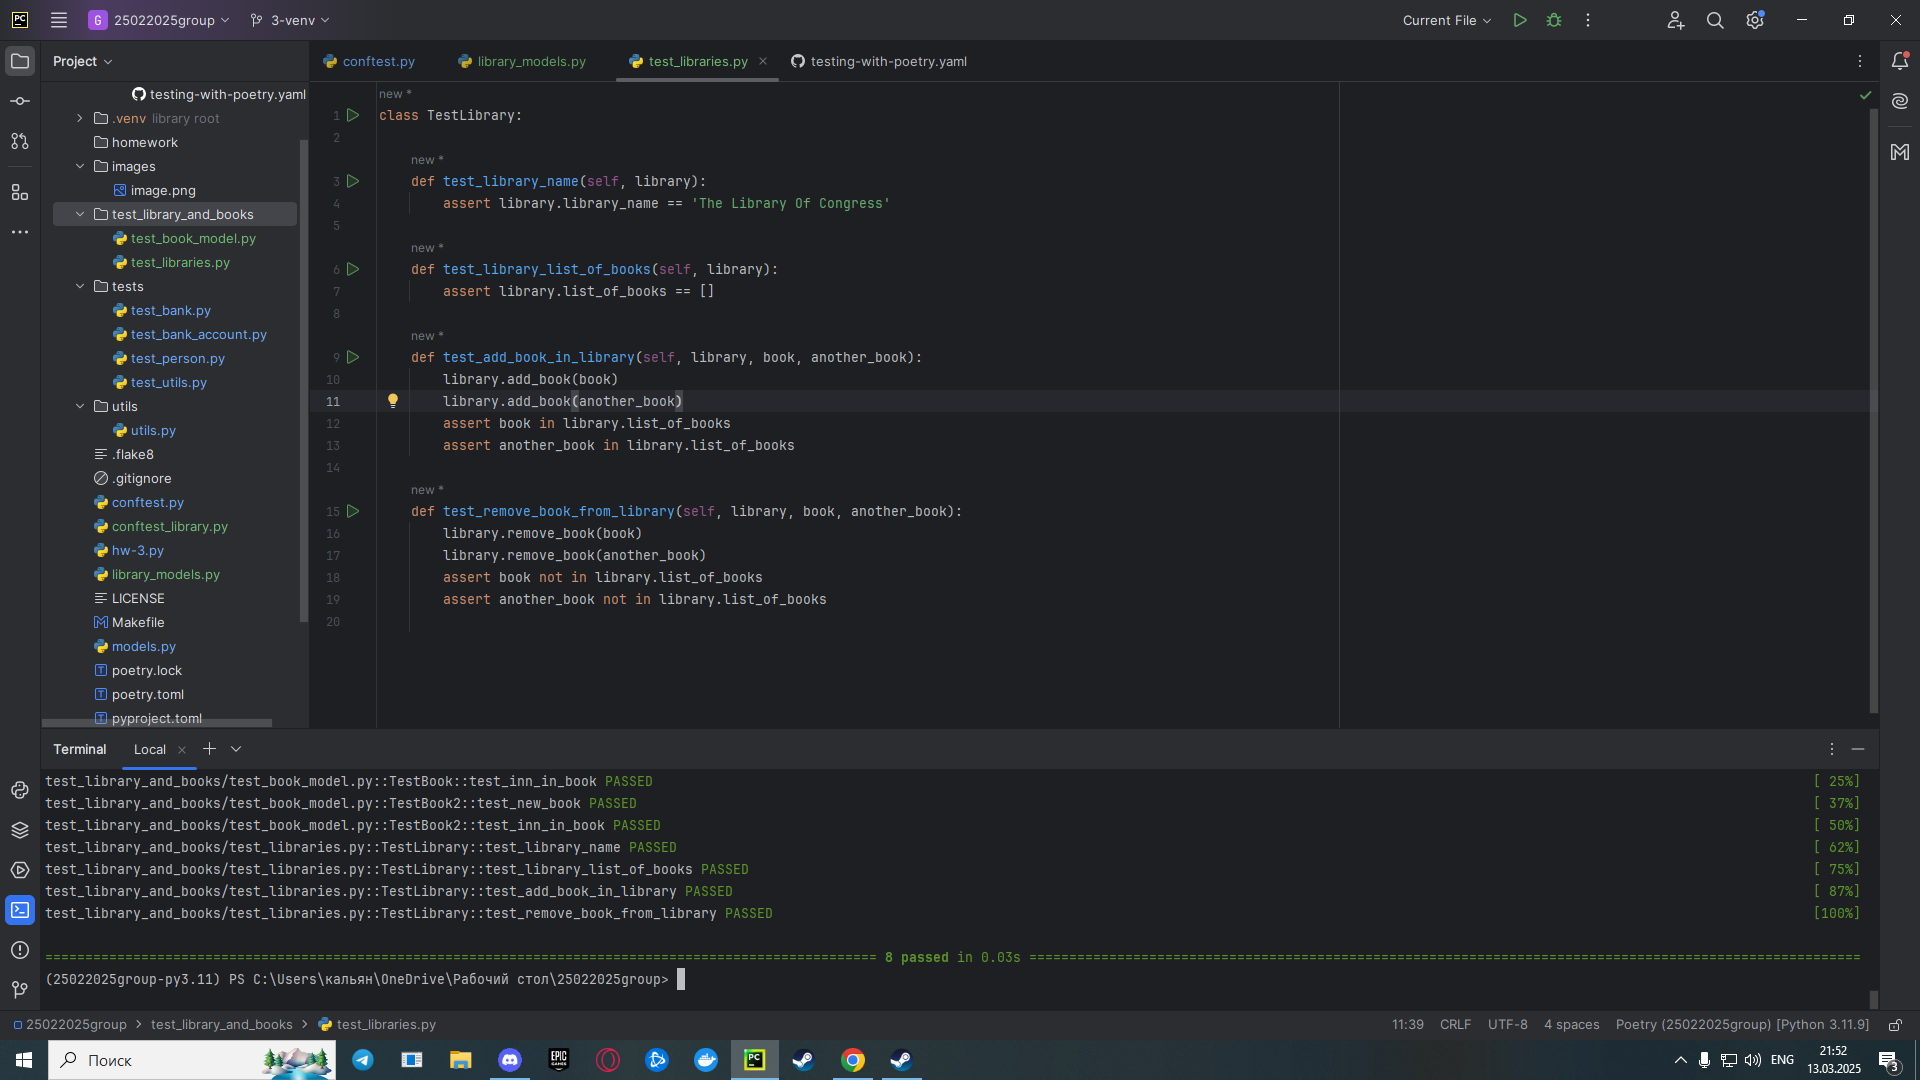 PC G 25022025group 3-venv Current File
Project
conftest.py library_models.py test_libraries.py testing-with-poetry.yaml
testing-with-poetry.yaml
.venv library root
homework
images
image.png
test_library_and_books
test_book_model.py
test_libraries.py
tests
test_bank.py
test_bank_account.py
test_person.py
test_utils.py
utils
utils.py
.flake8
.gitignore
conftest.py
conftest_library.py
hw-3.py
library_models.py
LICENSE
Makefile
models.py
poetry.lock
poetry.toml
pyproject.toml
new *
1 class TestLibrary:
2
new *
3 def test_library_name(self, library):
4 assert library.library_name == 'The Library Of Congress'
5
new *
6 def test_library_list_of_books(self, library):
7 assert library.list_of_books == []
8
new *
9 def test_add_book_in_library(self, library, book, another_book):
10 library.add_book(book)
11 library.add_book(another_book)
12 assert book in library.list_of_books
13 assert another_book in library.list_of_books
14
new *
15 def test_remove_book_from_library(self, library, book, another_book):
16 library.remove_book(book)
17 library.remove_book(another_book)
18 assert book not in library.list_of_books
19 assert another_book not in library.list_of_books
20
Terminal Local
test_library_and_books/test_book_model.py::TestBook::test_inn_in_book PASSED [ 25%]
test_library_and_books/test_book_model.py::TestBook2::test_new_book PASSED [ 37%]
test_library_and_books/test_book_model.py::TestBook2::test_inn_in_book PASSED [ 50%]
test_library_and_books/test_libraries.py::TestLibrary::test_library_name PASSED [ 62%]
test_library_and_books/test_libraries.py::TestLibrary::test_library_list_of_books PASSED [ 75%]
test_library_and_books/test_libraries.py::TestLibrary::test_add_book_in_library PASSED [ 87%]
test_library_and_books/test_libraries.py::TestLibrary::test_remove_book_from_library PASSED [100%]
8 passed in 0.03s
(25022025group-py3.11) PS C:\Users\кальян\OneDrive\Рабочий стол\25022025group>
25022025group > test_library_and_books > test_libraries.py 11:39 CRLF UTF-8 4 spaces Poetry (25022025group) [Python 3.11.9]
Поиск EPIC GAMES PC ENG 21:52
13.03.2025 3